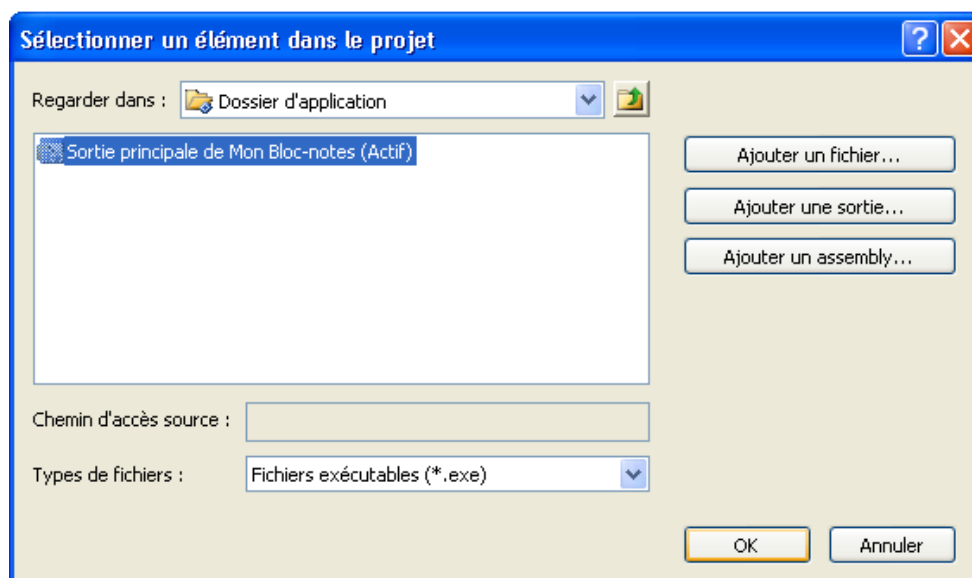 Sélectionner un élément dans le projet
Regarder dans : Dossier d'application
Sortie principale de Mon Bloc-notes (Actif)
Ajouter un fichier...
Ajouter une sortie...
Ajouter un assembly...
Chemin d'accès source :
Types de fichiers : Fichiers exécutables (*.exe)
OK Annuler